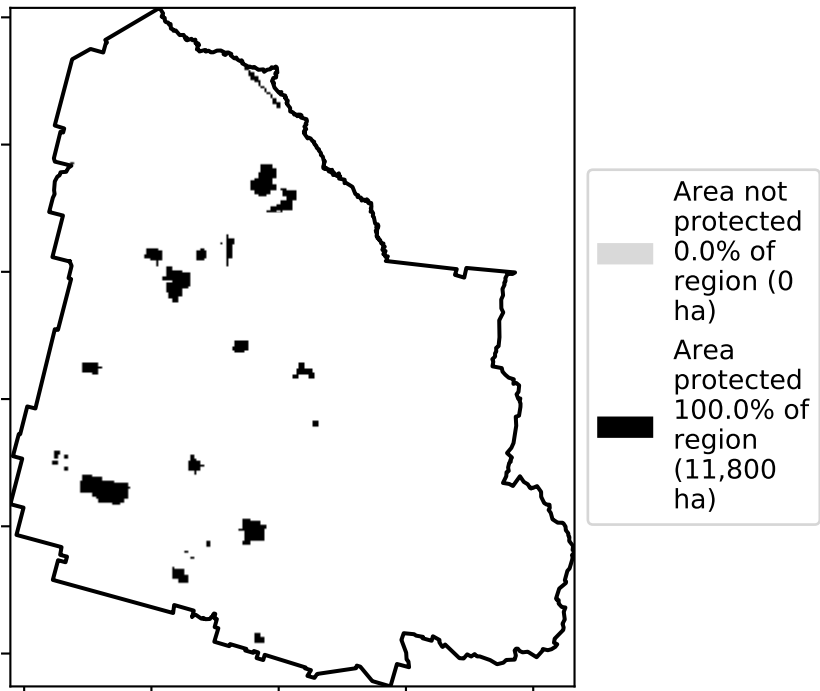 Area not
protected
0.0% of
region (0
ha)
Area
protected
100.0% of
region
(11,800
ha)